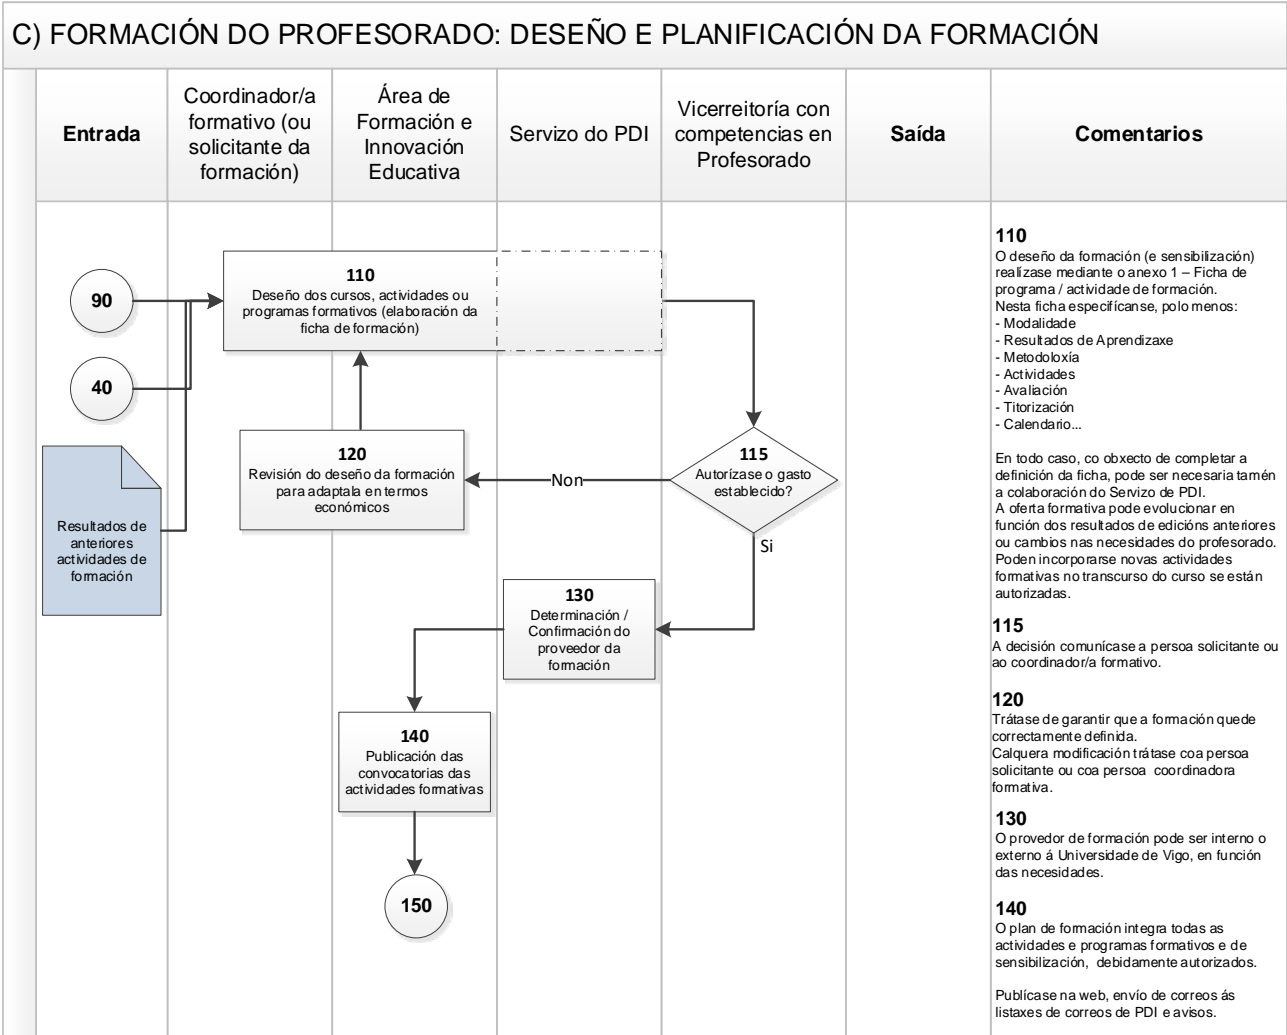 C) FORMACIÓN DO PROFESORADO: DESEÑO E PLANIFICACIÓN DA FORMACIÓN
Entrada
Coordinador/a
formativo (ou
solicitante da
formación)
Área de
Formación e
Innovación
Educativa
Servizo do PDI
Vicerreitoría con
competencias en
Profesorado
Saída
Comentarios
90
40
Resultados de
anteriores
actividades de
formación
110
Deseño dos cursos, actividades ou
programas formativos (elaboración da
ficha de formación)
120
Revisión do deseño da formación
para adaptala en termos
económicos
Non
115
Autorízase o gasto
establecido?
Si
130
Determinación /
Confirmación do
proveedor da
formación
140
Publicación das
convocatorias das
actividades formativas
150
110
O deseño da formación (e sensibilización)
realízase mediante o anexo 1 – Ficha de
programa / actividade de formación.
Nesta ficha especifícanse, polo menos:
- Modalidade
- Resultados de Aprendizaxe
- Metodoloxía
- Actividades
- Avaliación
- Titorización
- Calendario...
En todo caso, co obxecto de completar a
definición da ficha, pode ser necesaria tamén
a colaboración do Servizo de PDI.
A oferta formativa pode evolucionar en
función dos resultados de edicións anteriores
ou cambios nas necesidades do profesorado.
Poden incorporarse novas actividades
formativas no transcurso do curso se están
autorizadas.
115
A decisión comunícase a persoa solicitante ou
ao coordinador/a formativo.
120
Trátase de garantir que a formación quede
correctamente definida.
Calquera modificación trátase coa persoa
solicitante ou coa persoa coordinadora
formativa.
130
O provedor de formación pode ser interno o
externo á Universidade de Vigo, en función
das necesidades.
140
O plan de formación integra todas as
actividades e programas formativos e de
sensibilización, debidamente autorizados.
Publícase na web, envío de correos ás
listaxes de correos de PDI e avisos.